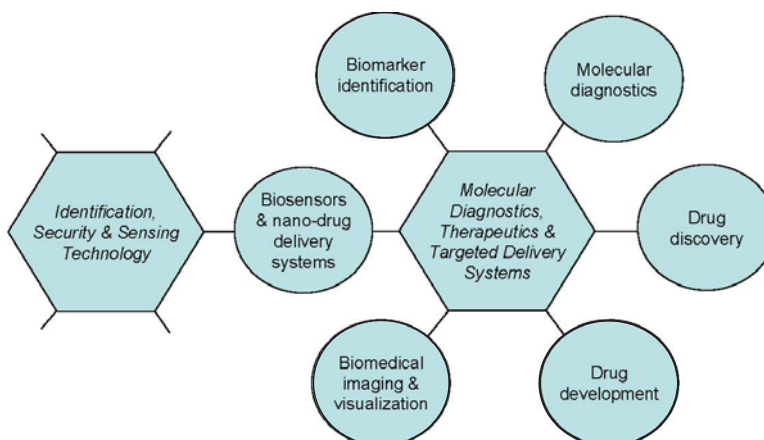 Biomarker
identification
Molecular
diagnostics
Identification,
Security & Sensing
Technology
Biosensors
& nano-drug
delivery
systems
Molecular
Diagnostics,
Therapeutics &
Targeted Delivery
Systems
Drug
discovery
Biomedical
imaging &
visualization
Drug
development